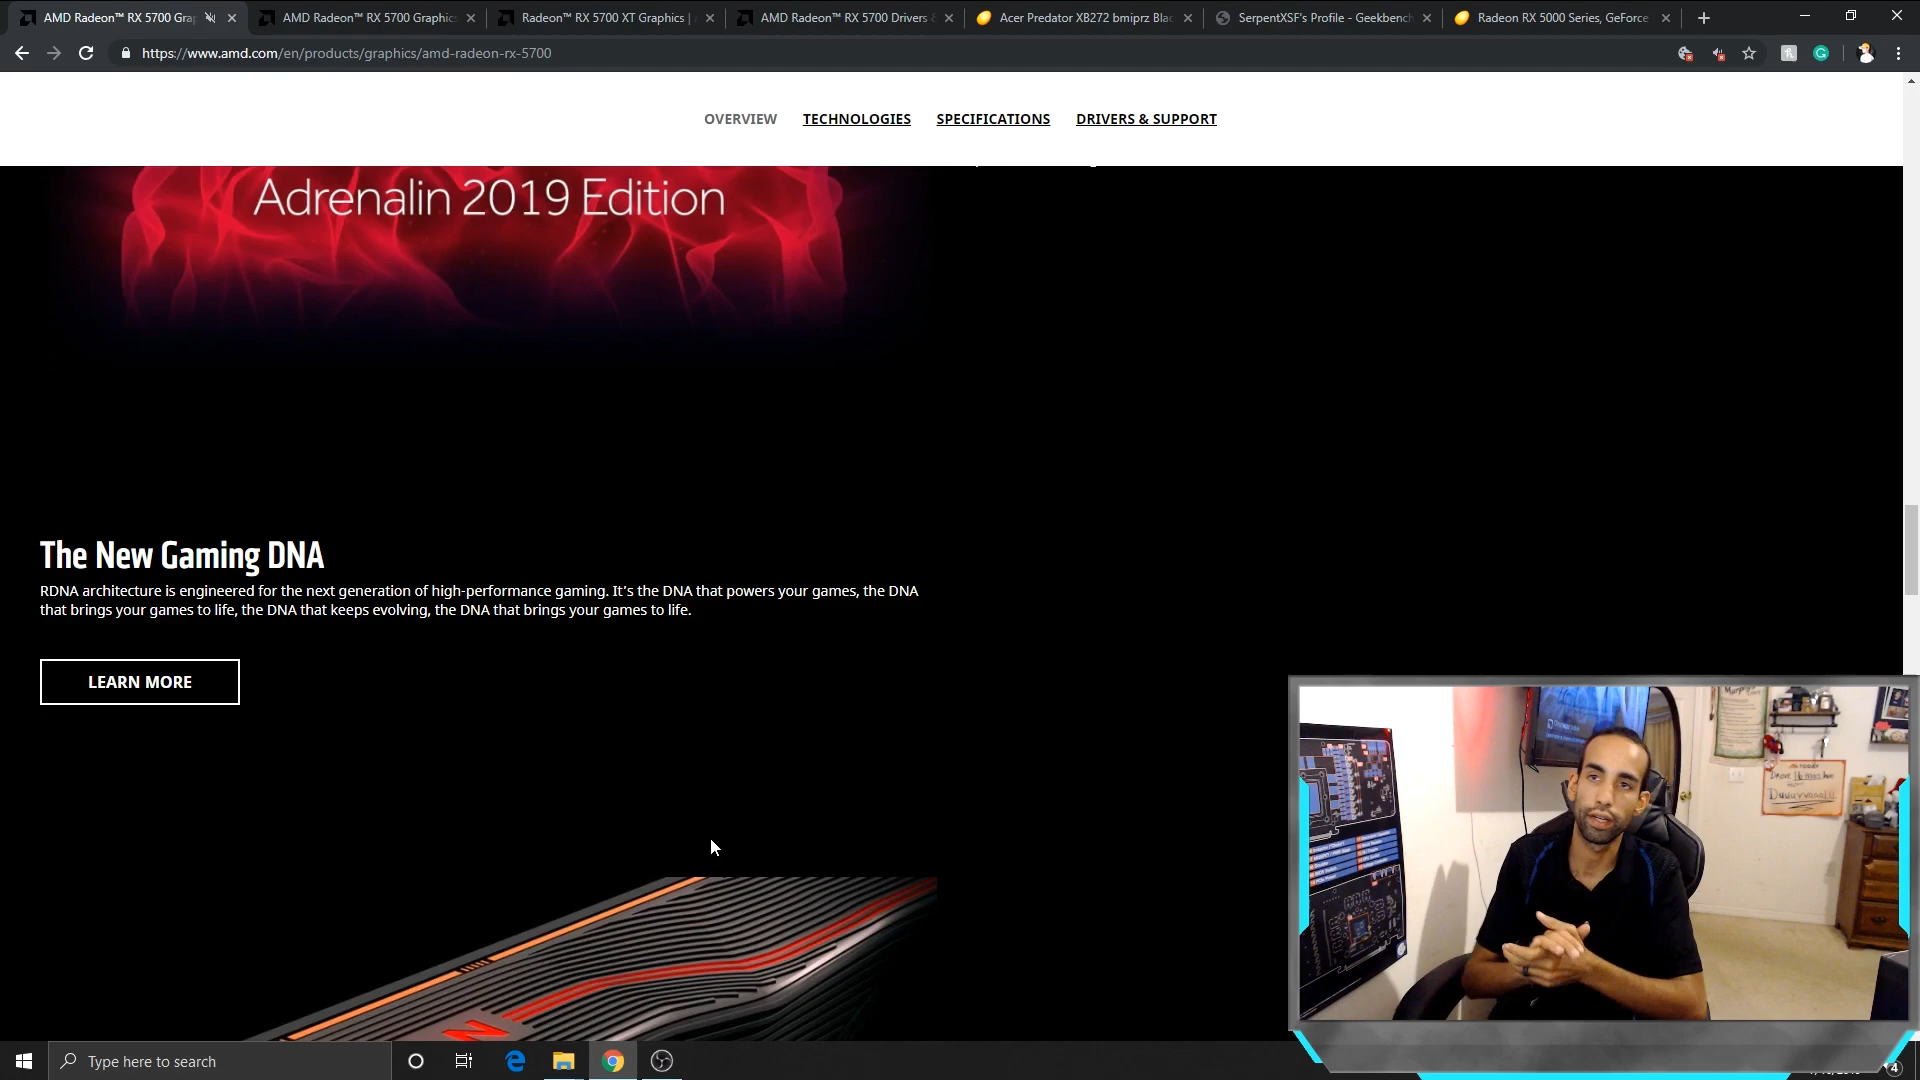 AMD Radeon™ RX 5700 Gra
AMD Radeon™ RX 5700 Graphics
Radeon™ RX 5700 XT Graphics |
AMD Radeon™ RX 5700 Drivers
Acer Predator XB272 bmiprz Blac
SerpentXSF's Profile - Geekbench
Radeon RX 5000 Series, GeForce
https://www.amd.com/en/products/graphics/amd-radeon-rx-5700
OVERVIEW
TECHNOLOGIES
SPECIFICATIONS
DRIVERS & SUPPORT
Adrenalin 2019 Edition
The New Gaming DNA
RDNA architecture is engineered for the next generation of high-performance gaming. It's the DNA that powers your games, the DNA
that brings your games to life, the DNA that keeps evolving, the DNA that brings your games to life.
LEARN MORE
Type here to search
4